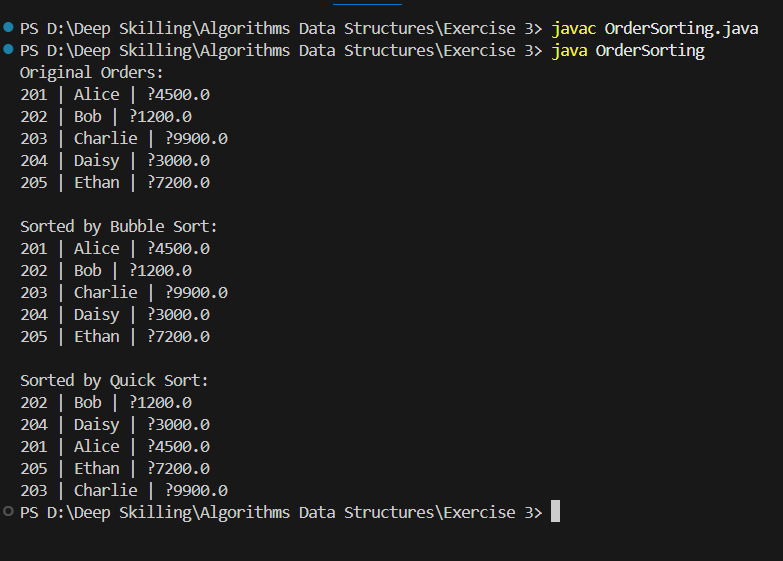 PS D:\Deep Skilling\Algorithms Data Structures\Exercise 3> javac OrderSorting.java
PS D:\Deep Skilling\Algorithms Data Structures\Exercise 3> java OrderSorting
Original Orders:
201 | Alice | ?4500.0
202 | Bob | ?1200.0
203 | Charlie | ?9900.0
204 | Daisy | ?3000.0
205 | Ethan | ?7200.0

Sorted by Bubble Sort:
201 | Alice | ?4500.0
202 | Bob | ?1200.0
203 | Charlie | ?9900.0
204 | Daisy | ?3000.0
205 | Ethan | ?7200.0

Sorted by Quick Sort:
202 | Bob | ?1200.0
204 | Daisy | ?3000.0
201 | Alice | ?4500.0
205 | Ethan | ?7200.0
203 | Charlie | ?9900.0
PS D:\Deep Skilling\Algorithms Data Structures\Exercise 3>